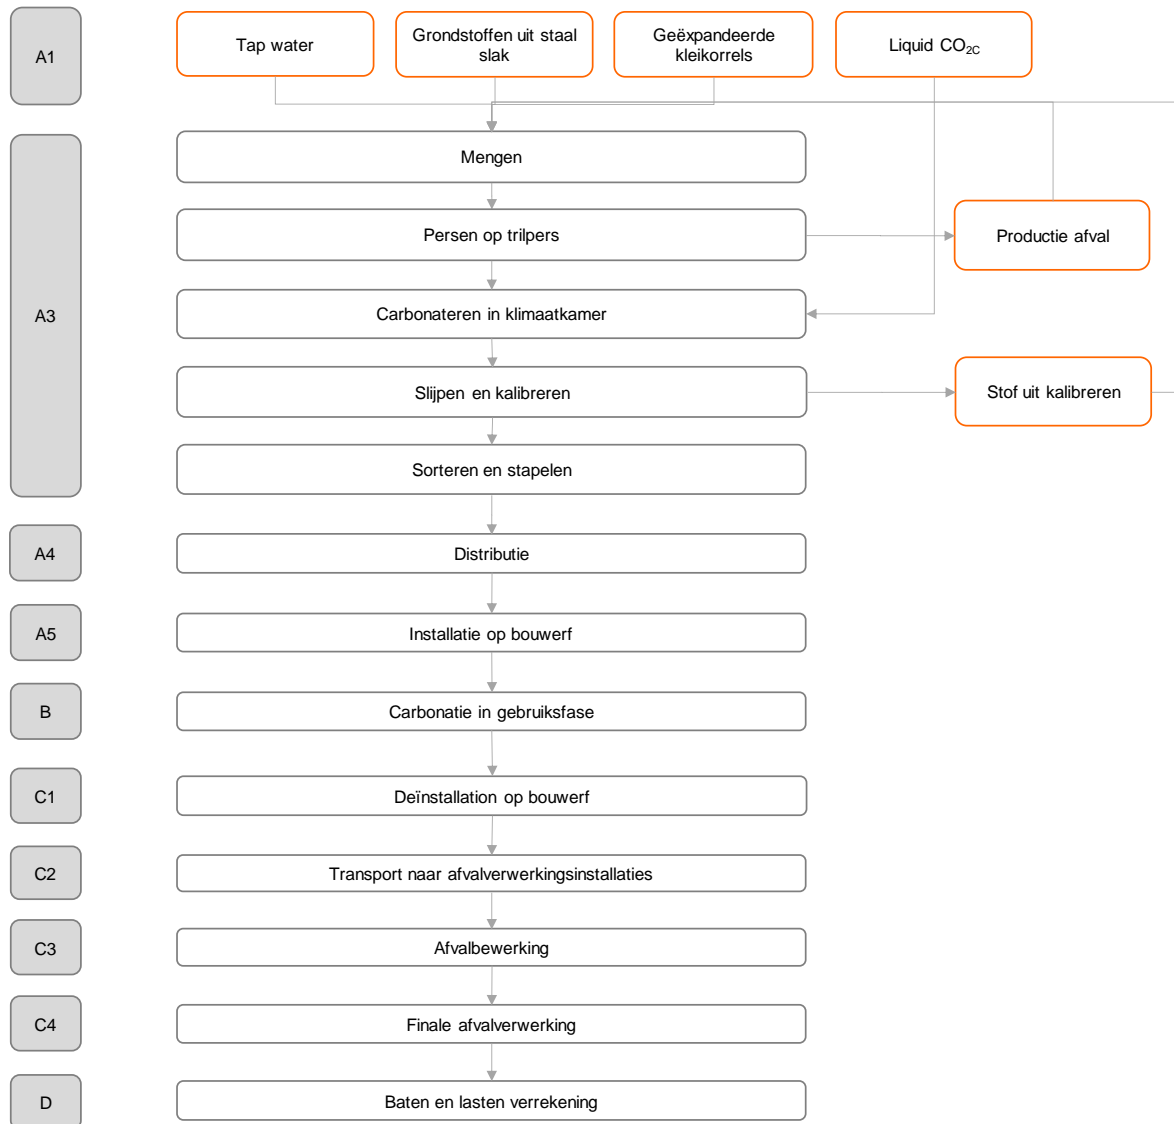 A1
Tap water
Grondstoffen uit staal
slak
Geëxpandeerde
kleikorrels
Liquid CO₂C
A3
Mengen
Persen op trilpers
Productie afval
Carbonateren in klimaatkamer
Slijpen en kalibreren
Stof uit kalibreren
Sorteren en stapelen
A4
Distributie
A5
Installatie op bouwerf
B
Carbonatie in gebruiksfase
C1
Deïnstallation op bouwerf
C2
Transport naar afvalverwerkingsinstallaties
C3
Afvalbewerking
C4
Finale afvalverwerking
D
Baten en lasten verrekening